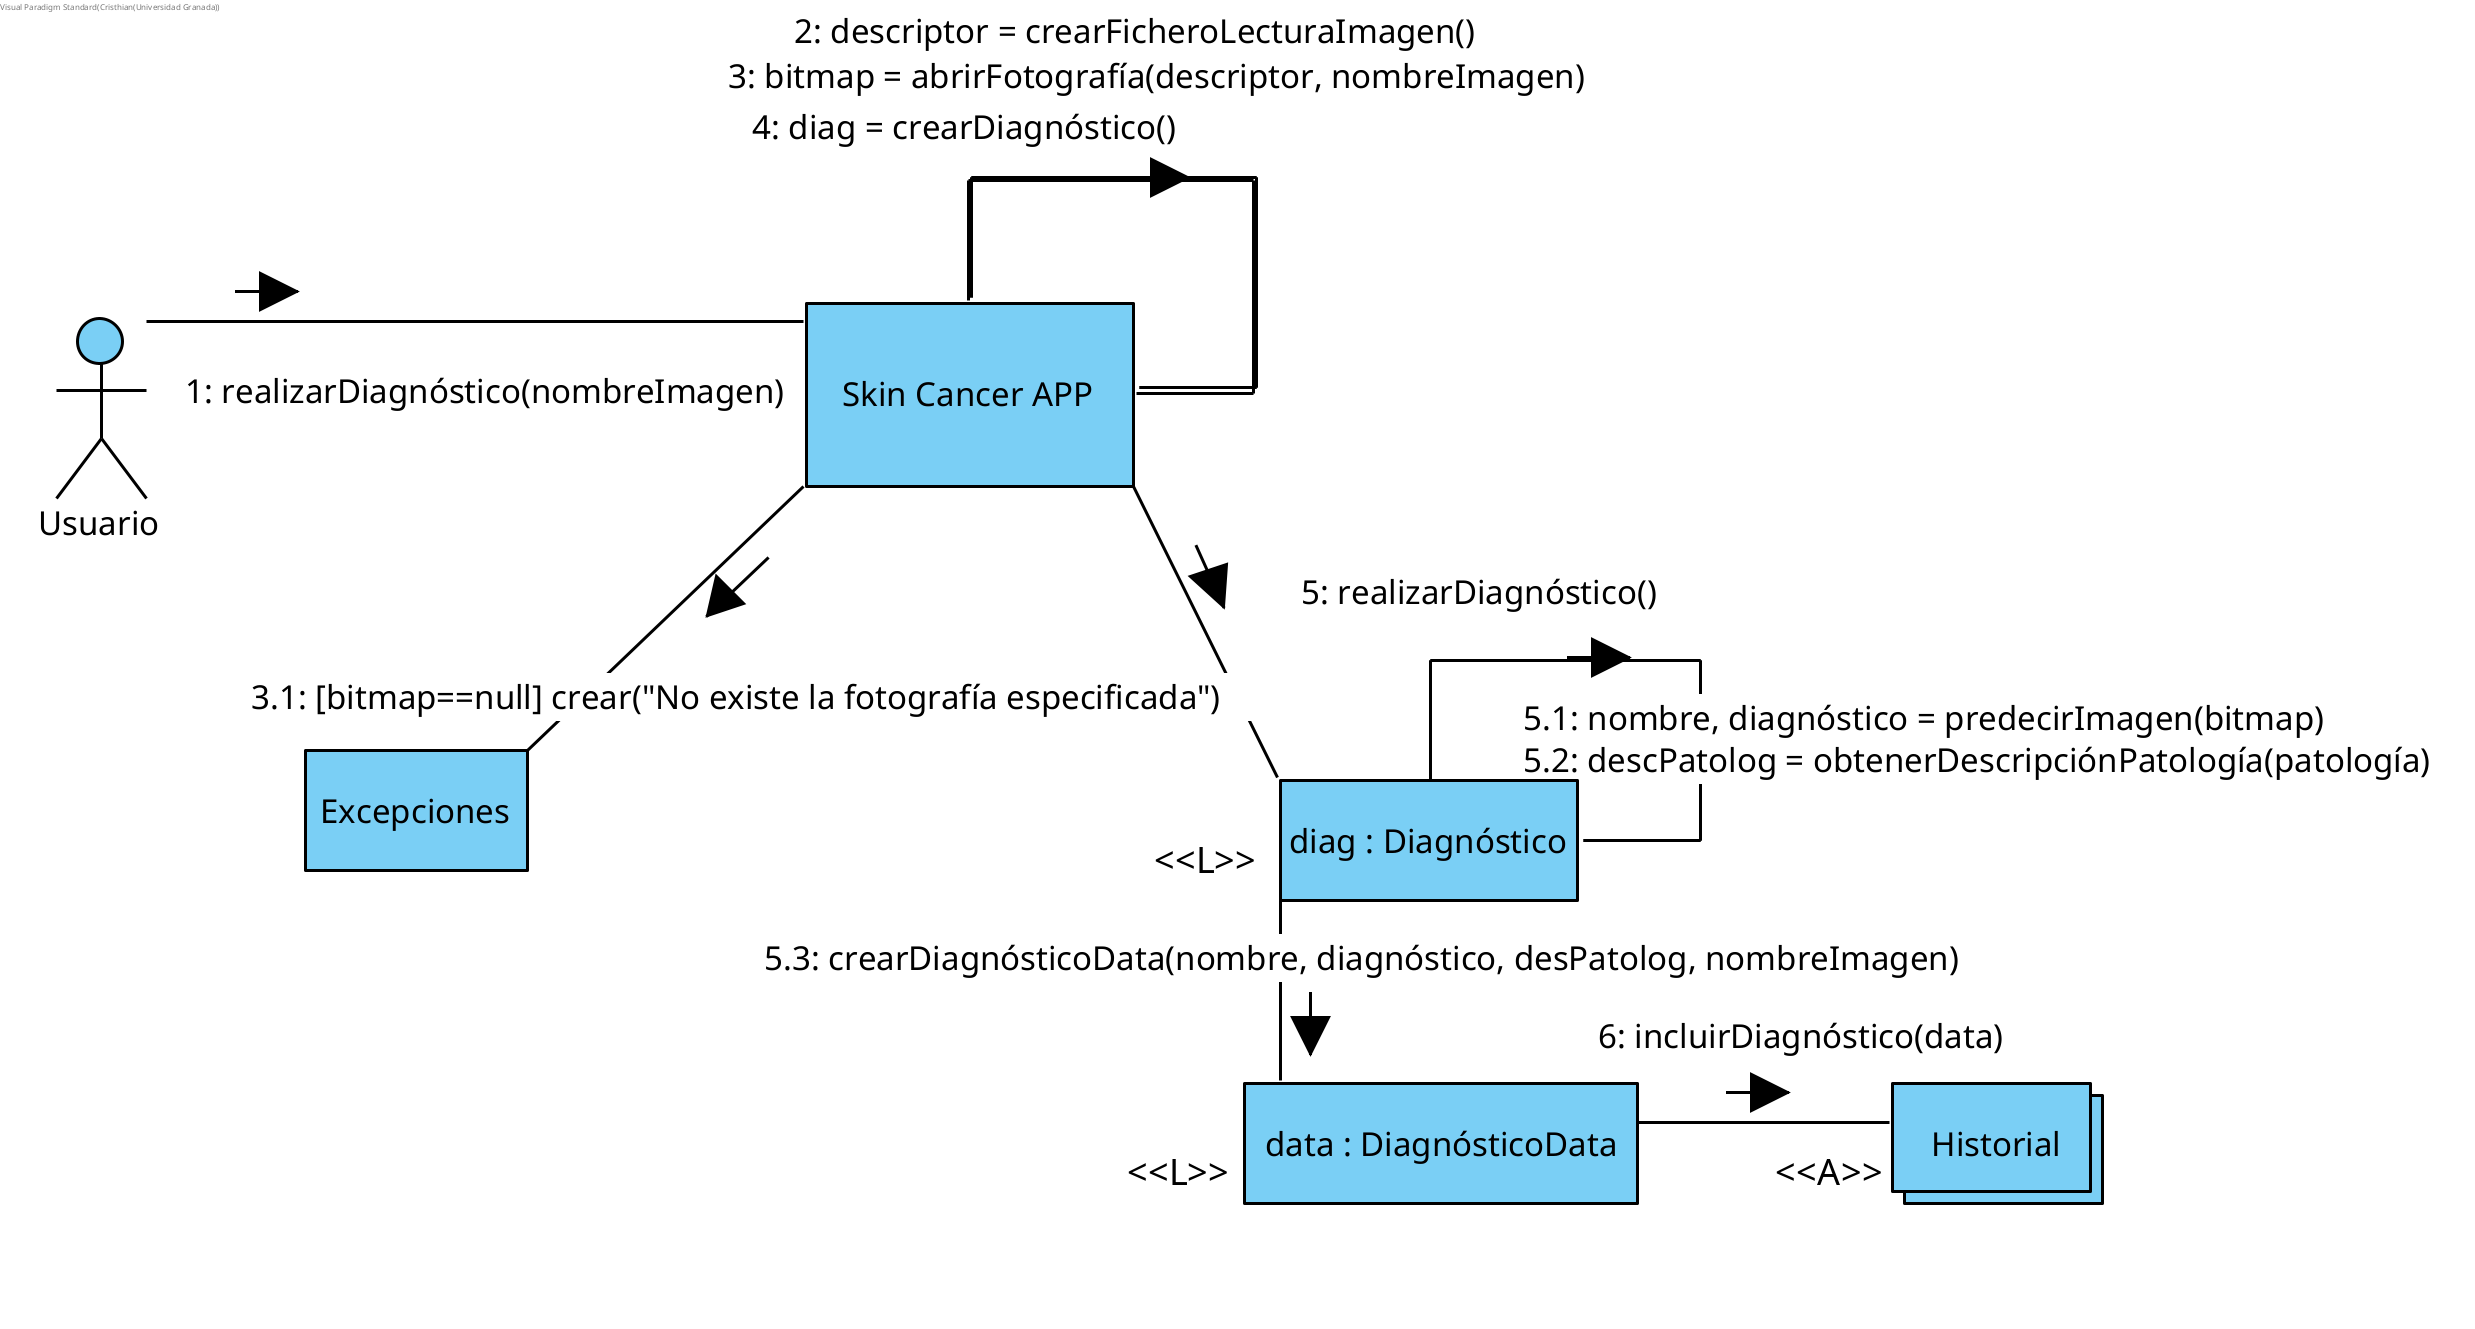 Visual Paradigm Standard(Cristhian(Universidad Granada))
2: descriptor = crearFicheroLecturaImagen()
3: bitmap = abrirFotografía(descriptor, nombreImagen)
4: diag = crearDiagnóstico()
1: realizarDiagnóstico(nombreImagen)
Skin Cancer APP
Usuario
5: realizarDiagnóstico()
3.1: [bitmap==null] crear("No existe la fotografía especificada")
5.1: nombre, diagnóstico = predecirImagen(bitmap)
5.2: descPatolog = obtenerDescripciónPatología(patología)
Excepciones
diag : Diagnóstico
<<L>>
5.3: crearDiagnósticoData(nombre, diagnóstico, desPatolog, nombreImagen)
6: incluirDiagnóstico(data)
data : DiagnósticoData
Historial
<<L>>
<<A>>